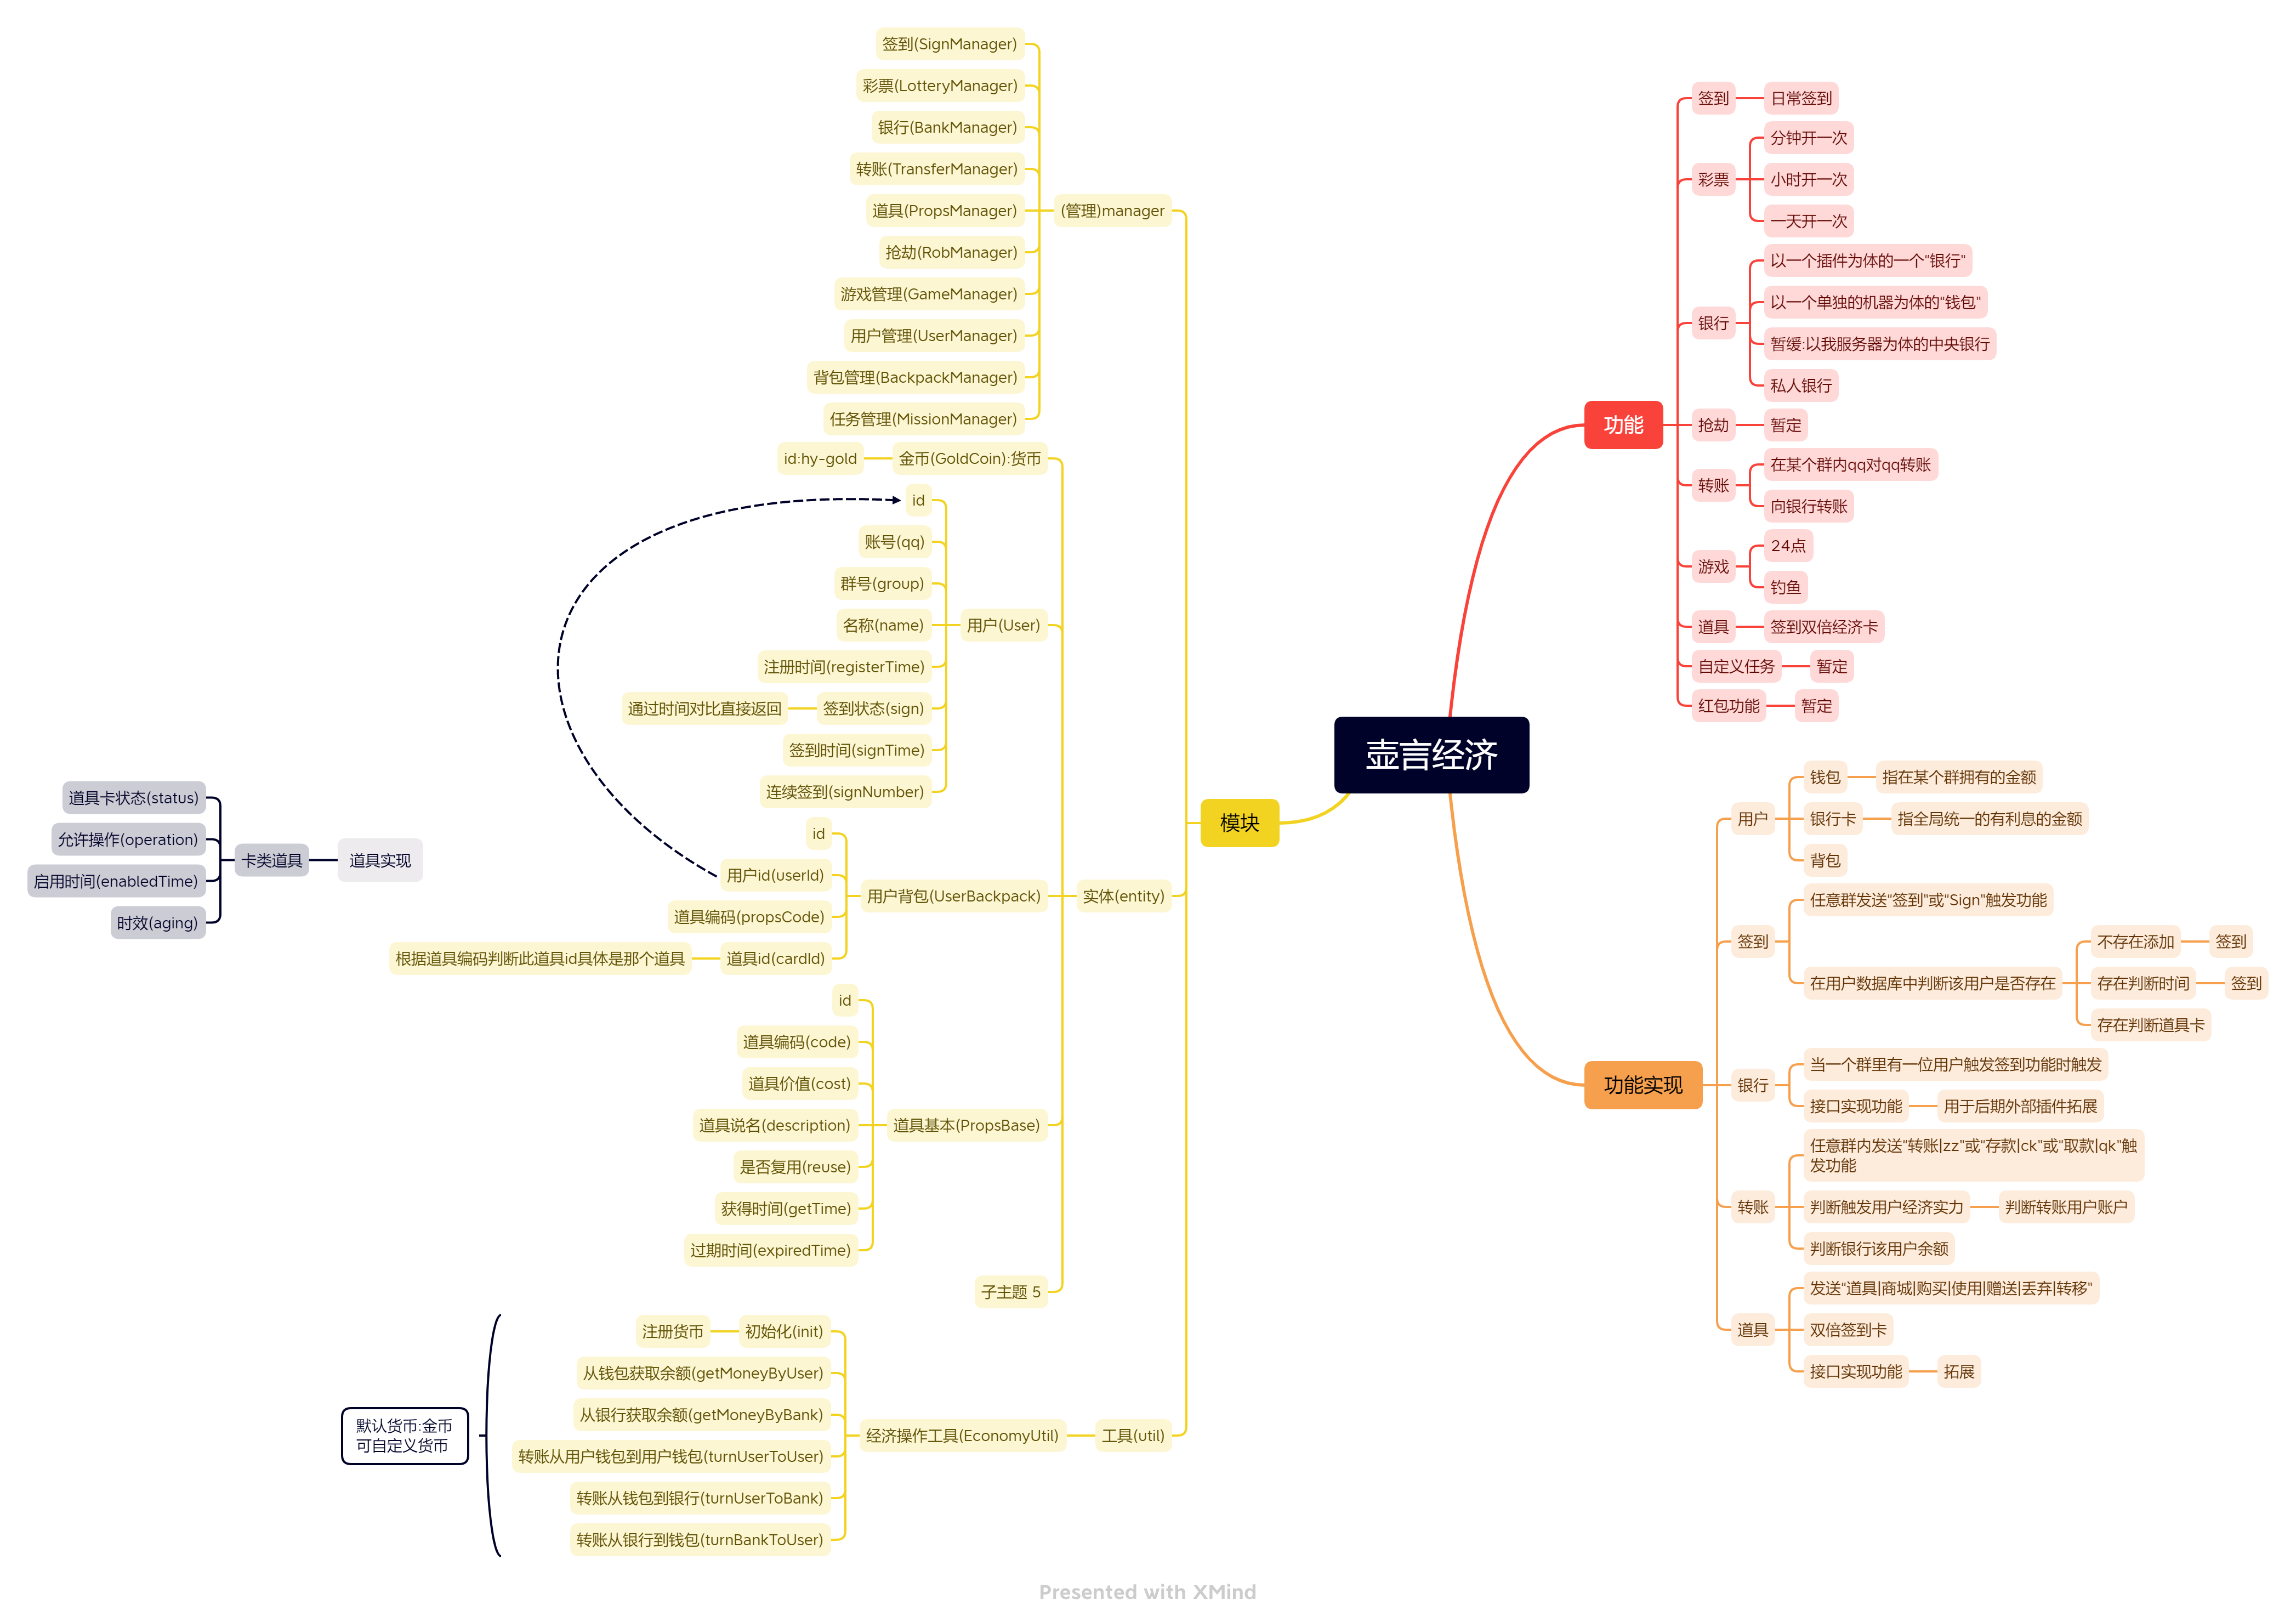 壶言经济
功能
签到
日常签到
彩票
分钟开一次
小时开一次
一天开一次
银行
以一个插件为体的一个"银行"
以一个单独的机器为体的"钱包"
暂缓:以我服务器为体的中央银行
私人银行
抢劫
暂定
转账
在某个群内qq对qq转账
向银行转账
游戏
24点
钓鱼
道具
签到双倍经济卡
自定义任务
暂定
红包功能
暂定
功能实现
用户
钱包
指在某个群拥有的金额
银行卡
指全局统一的有利息的金额
背包
签到
任意群发送"签到"或"Sign"触发功能
在用户数据库中判断该用户是否存在
不存在添加
签到
存在判断时间
签到
存在判断道具卡
银行
当一个群里有一位用户触发签到功能时触发
接口实现功能
用于后期外部插件拓展
转账
任意群内发送"转账|zz"或"存款|ck"或"取款|qk"触
发功能
判断触发用户经济实力
判断转账用户账户
判断银行该用户余额
道具
发送"道具|商城|购买|使用|赠送|丢弃|转移"
双倍签到卡
接口实现功能
拓展
模块
(管理)manager
签到(SignManager)
彩票(LotteryManager)
银行(BankManager)
转账(TransferManager)
道具(PropsManager)
抢劫(RobManager)
游戏管理(GameManager)
用户管理(UserManager)
背包管理(BackpackManager)
任务管理(MissionManager)
实体(entity)
金币(GoldCoin):货币
id:hy-gold
用户(User)
id
账号(qq)
群号(group)
名称(name)
注册时间(registerTime)
签到状态(sign)
通过时间对比直接返回
签到时间(signTime)
连续签到(signNumber)
用户背包(UserBackpack)
id
用户id(userId)
道具编码(propsCode)
道具id(cardId)
根据道具编码判断此道具id具体是那个道具
道具基本(PropsBase)
id
道具编码(code)
道具价值(cost)
道具说名(description)
是否复用(reuse)
获得时间(getTime)
过期时间(expiredTime)
子主题 5
工具(util)
经济操作工具(EconomyUtil)
初始化(init)
注册货币
从钱包获取余额(getMoneyByUser)
从银行获取余额(getMoneyByBank)
转账从用户钱包到用户钱包(turnUserToUser)
转账从钱包到银行(turnUserToBank)
转账从银行到钱包(turnBankToUser)
默认货币:金币
可自定义货币
道具实现
卡类道具
道具卡状态(status)
允许操作(operation)
启用时间(enabledTime)
时效(aging)
Presented with XMind